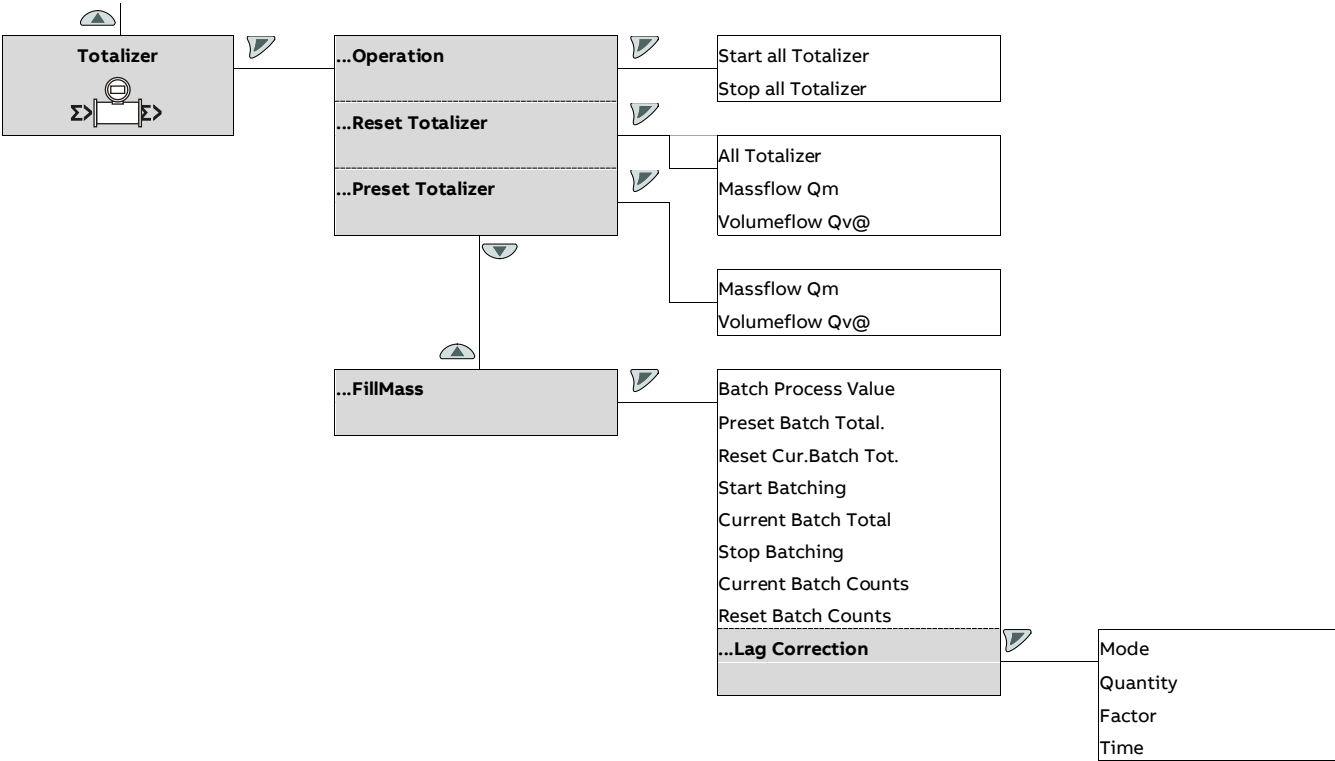 Totalizer
Σ> Σ>
...Operation
...Reset Totalizer
...Preset Totalizer
Start all Totalizer
Stop all Totalizer
All Totalizer
Massflow Qm
Volumeflow Qv@
Massflow Qm
Volumeflow Qv@
...FillMass
Batch Process Value
Preset Batch Total.
Reset Cur.Batch Tot.
Start Batching
Current Batch Total
Stop Batching
Current Batch Counts
Reset Batch Counts
...Lag Correction
Mode
Quantity
Factor
Time